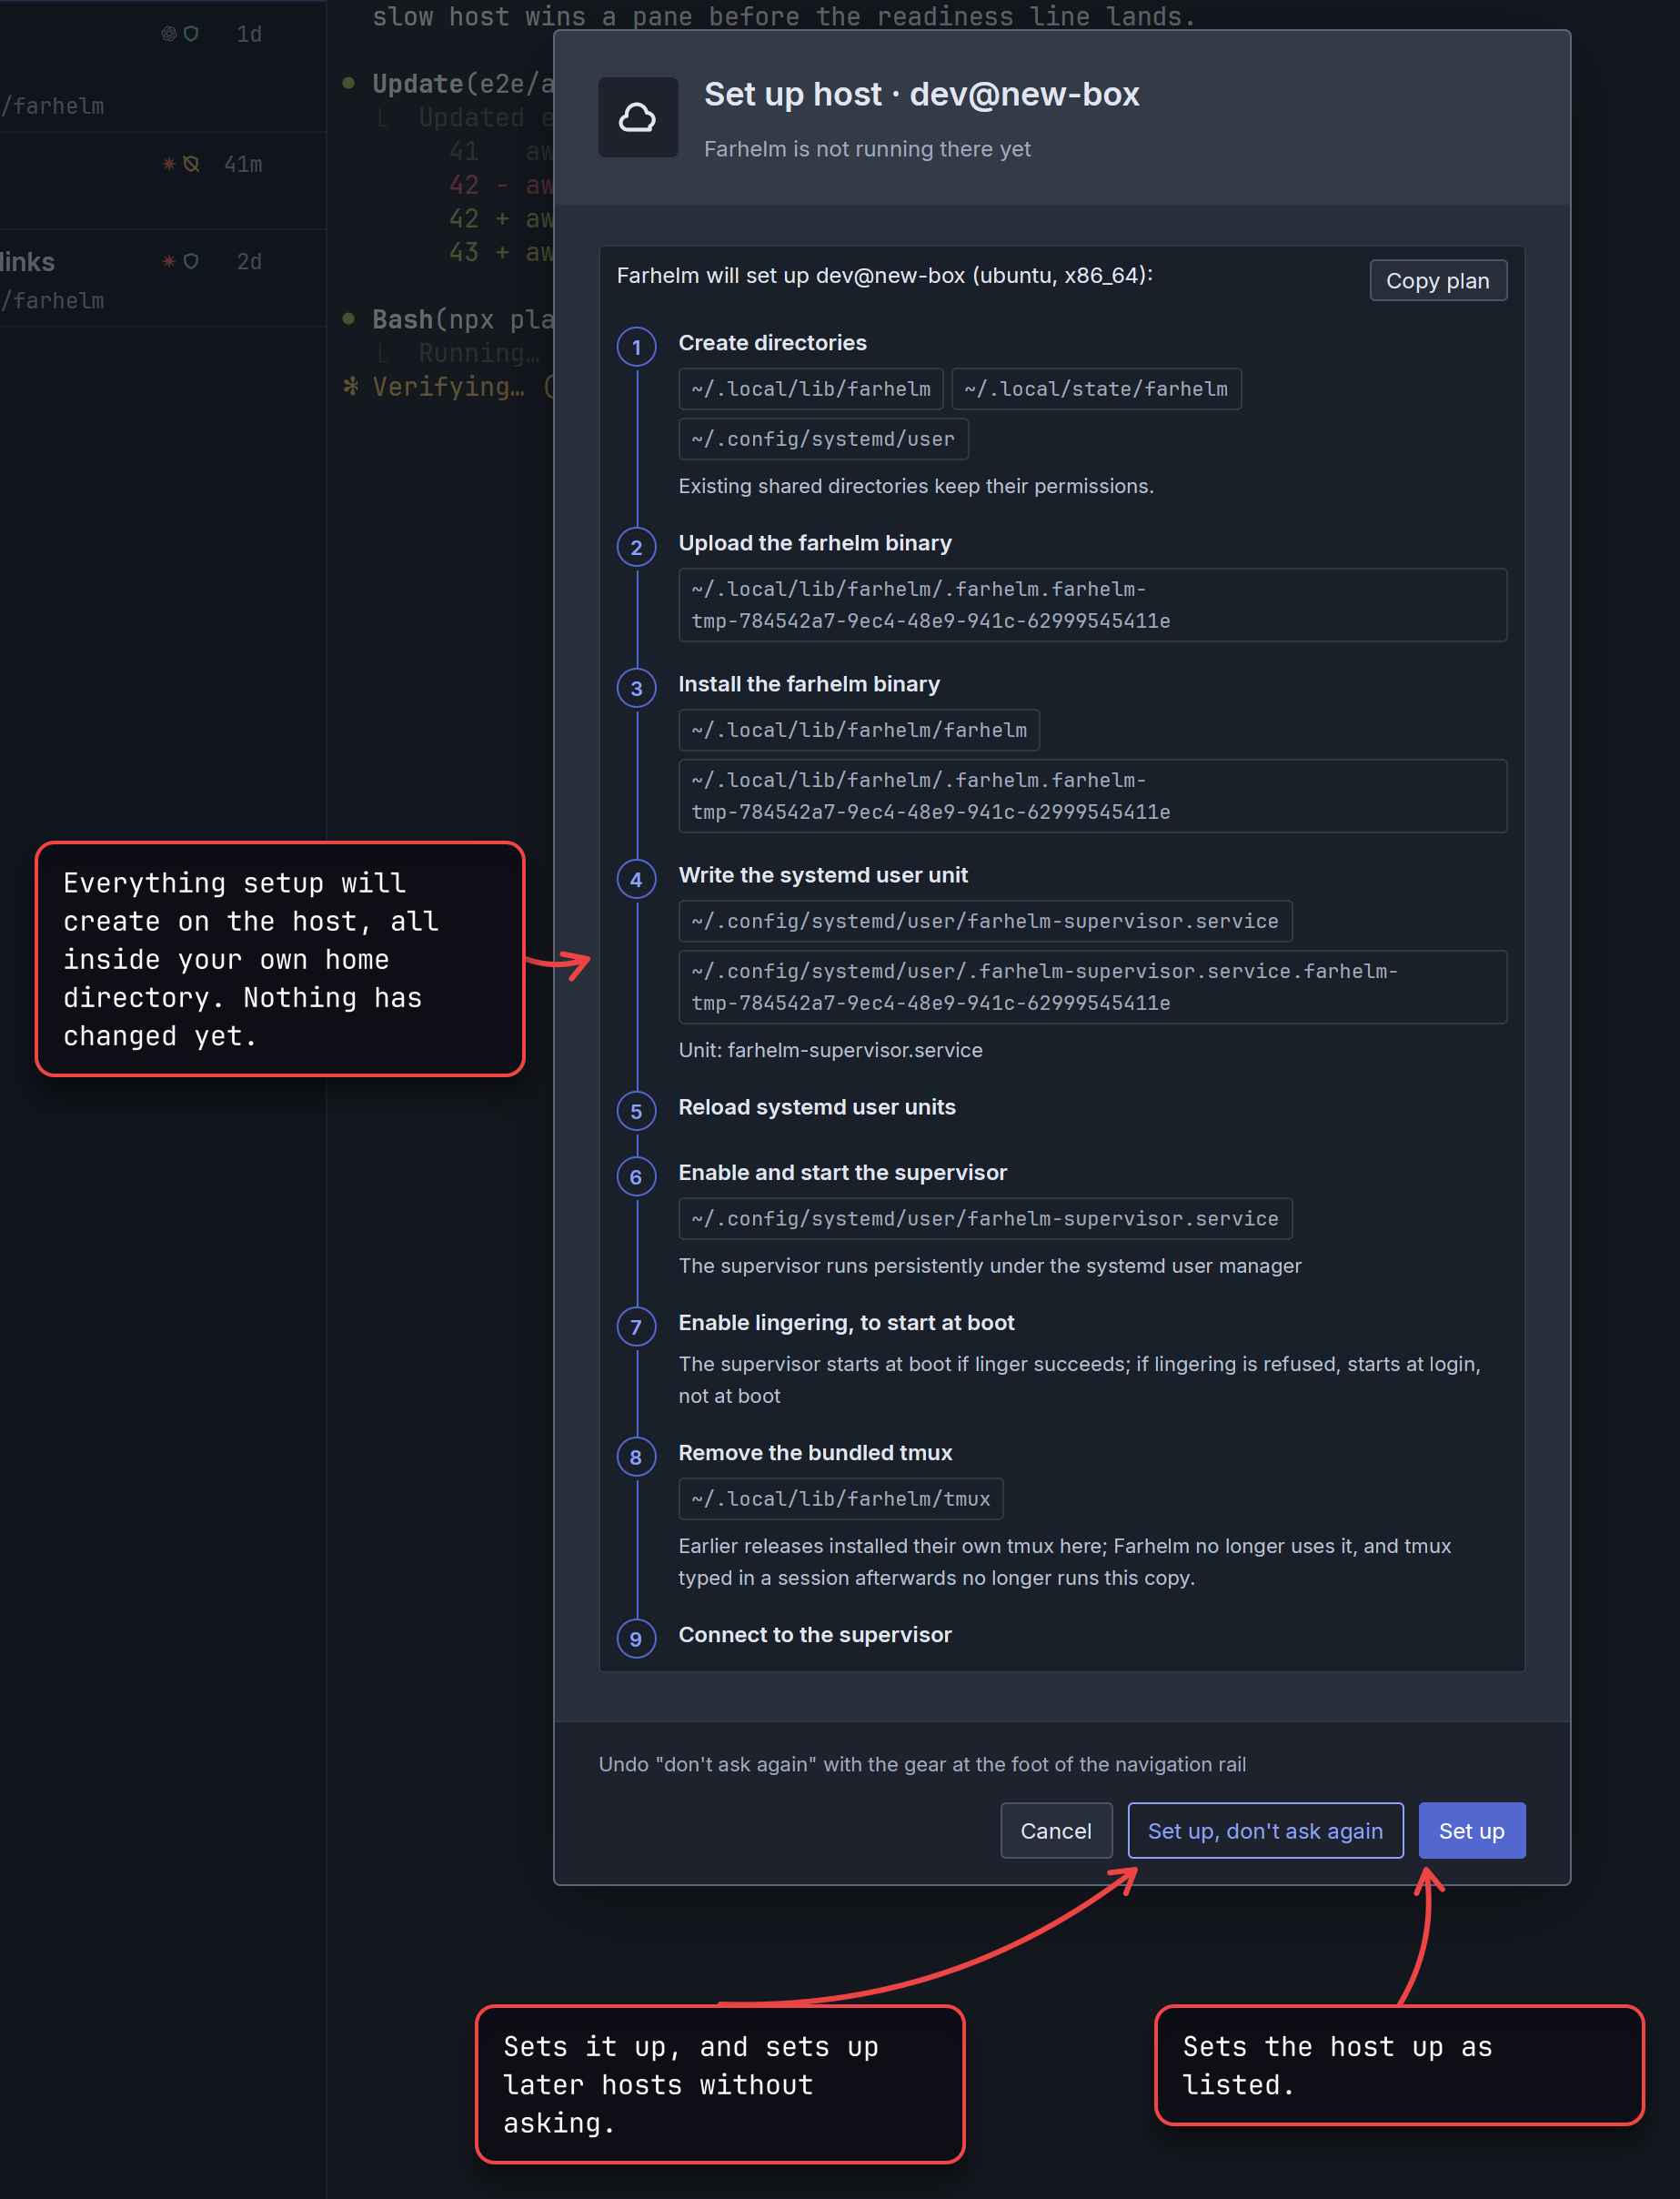 1d
/farhelm
41m
links
2d
/farhelm
slow host wins a pane before the readiness line lands.
● Update(e2e/a
└ Updated e
41 aw
42 - aw
42 + aw
43 + aw
● Bash(npx pla
└ Running…
✻ Verifying… (
Set up host · dev@new-box
Farhelm is not running there yet
Farhelm will set up dev@new-box (ubuntu, x86_64):
Copy plan
1 Create directories
~/.local/lib/farhelm ~/.local/state/farhelm
~/.config/systemd/user
Existing shared directories keep their permissions.
2 Upload the farhelm binary
~/.local/lib/farhelm/.farhelm.farhelm-
tmp-784542a7-9ec4-48e9-941c-62999545411e
3 Install the farhelm binary
~/.local/lib/farhelm/farhelm
~/.local/lib/farhelm/.farhelm.farhelm-
tmp-784542a7-9ec4-48e9-941c-62999545411e
4 Write the systemd user unit
~/.config/systemd/user/farhelm-supervisor.service
~/.config/systemd/user/.farhelm-supervisor.service.farhelm-
tmp-784542a7-9ec4-48e9-941c-62999545411e
Unit: farhelm-supervisor.service
5 Reload systemd user units
6 Enable and start the supervisor
~/.config/systemd/user/farhelm-supervisor.service
The supervisor runs persistently under the systemd user manager
7 Enable lingering, to start at boot
The supervisor starts at boot if linger succeeds; if lingering is refused, starts at login,
not at boot
8 Remove the bundled tmux
~/.local/lib/farhelm/tmux
Earlier releases installed their own tmux here; Farhelm no longer uses it, and tmux
typed in a session afterwards no longer runs this copy.
9 Connect to the supervisor
Undo "don't ask again" with the gear at the foot of the navigation rail
Cancel
Set up, don't ask again
Set up
Everything setup will
create on the host, all
inside your own home
directory. Nothing has
changed yet.
Sets it up, and sets up
later hosts without
asking.
Sets the host up as
listed.